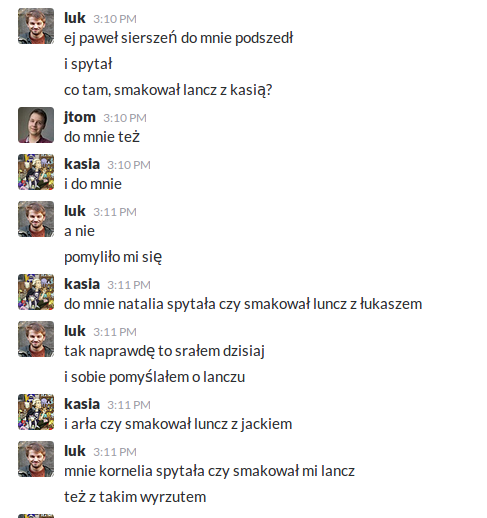 luk 3:10 PM
ej paweł sierszeń do mnie podszedł
i spytał
co tam, smakował lancz z kasią?
jtom 3:10 PM
do mnie też
kasia 3:10 PM
i do mnie
luk 3:11 PM
a nie
pomyliło mi się
kasia 3:11 PM
do mnie natalia spytała czy smakował luncz z łukaszem
luk 3:11 PM
tak naprawdę to srałem dzisiaj
i sobie pomyślałem o lanczu
kasia 3:11 PM
i arła czy smakował luncz z jackiem
luk 3:11 PM
mnie kornelia spytała czy smakował mi lancz
też z takim wyrzutem